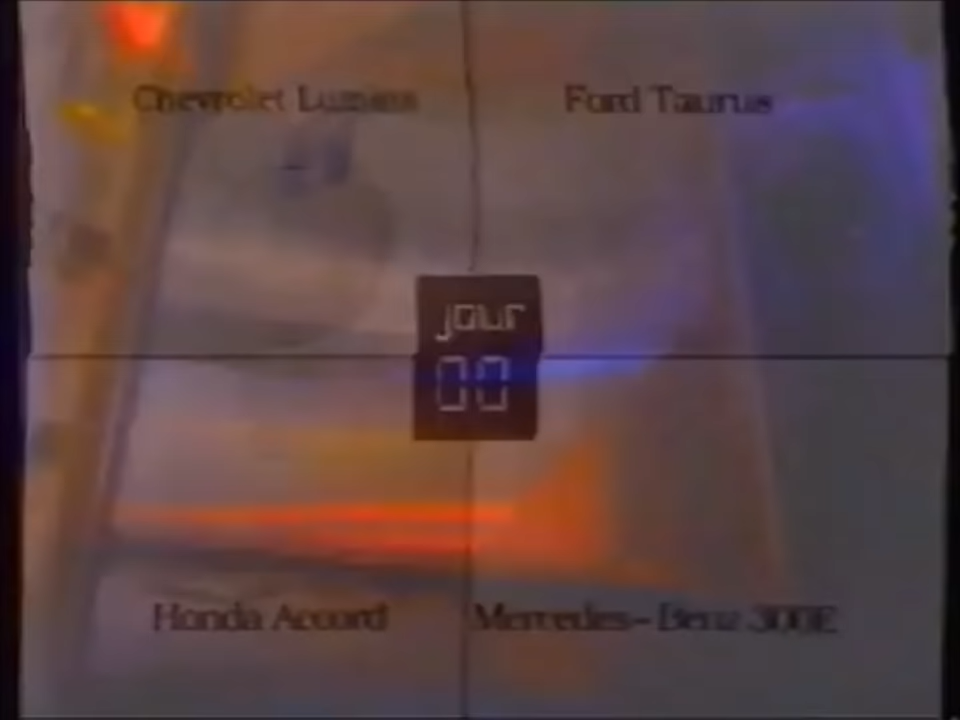 Chevrolet Lumina
Ford Taurus
jour
00
Honda Accord
Mercedes-Benz 300E